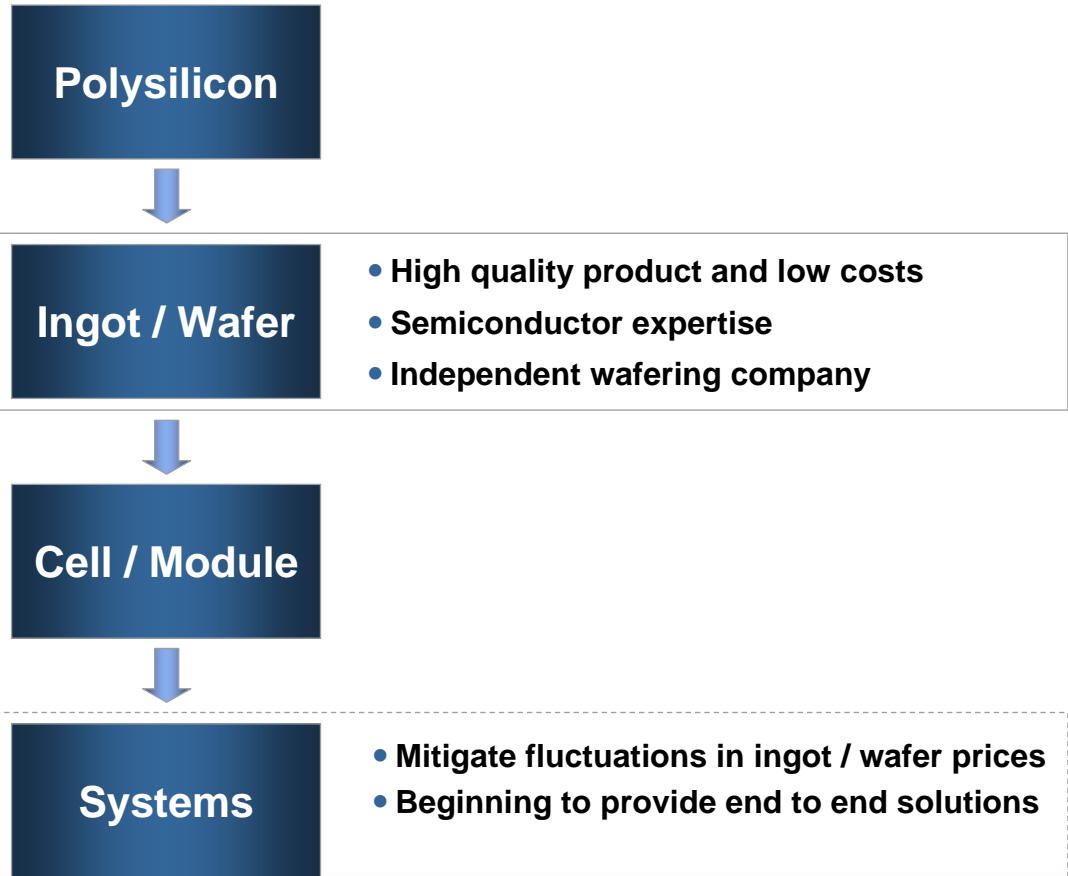 Polysilicon
Ingot / Wafer
• High quality product and low costs
• Semiconductor expertise
• Independent wafering company
Cell / Module
Systems
• Mitigate fluctuations in ingot / wafer prices
• Beginning to provide end to end solutions